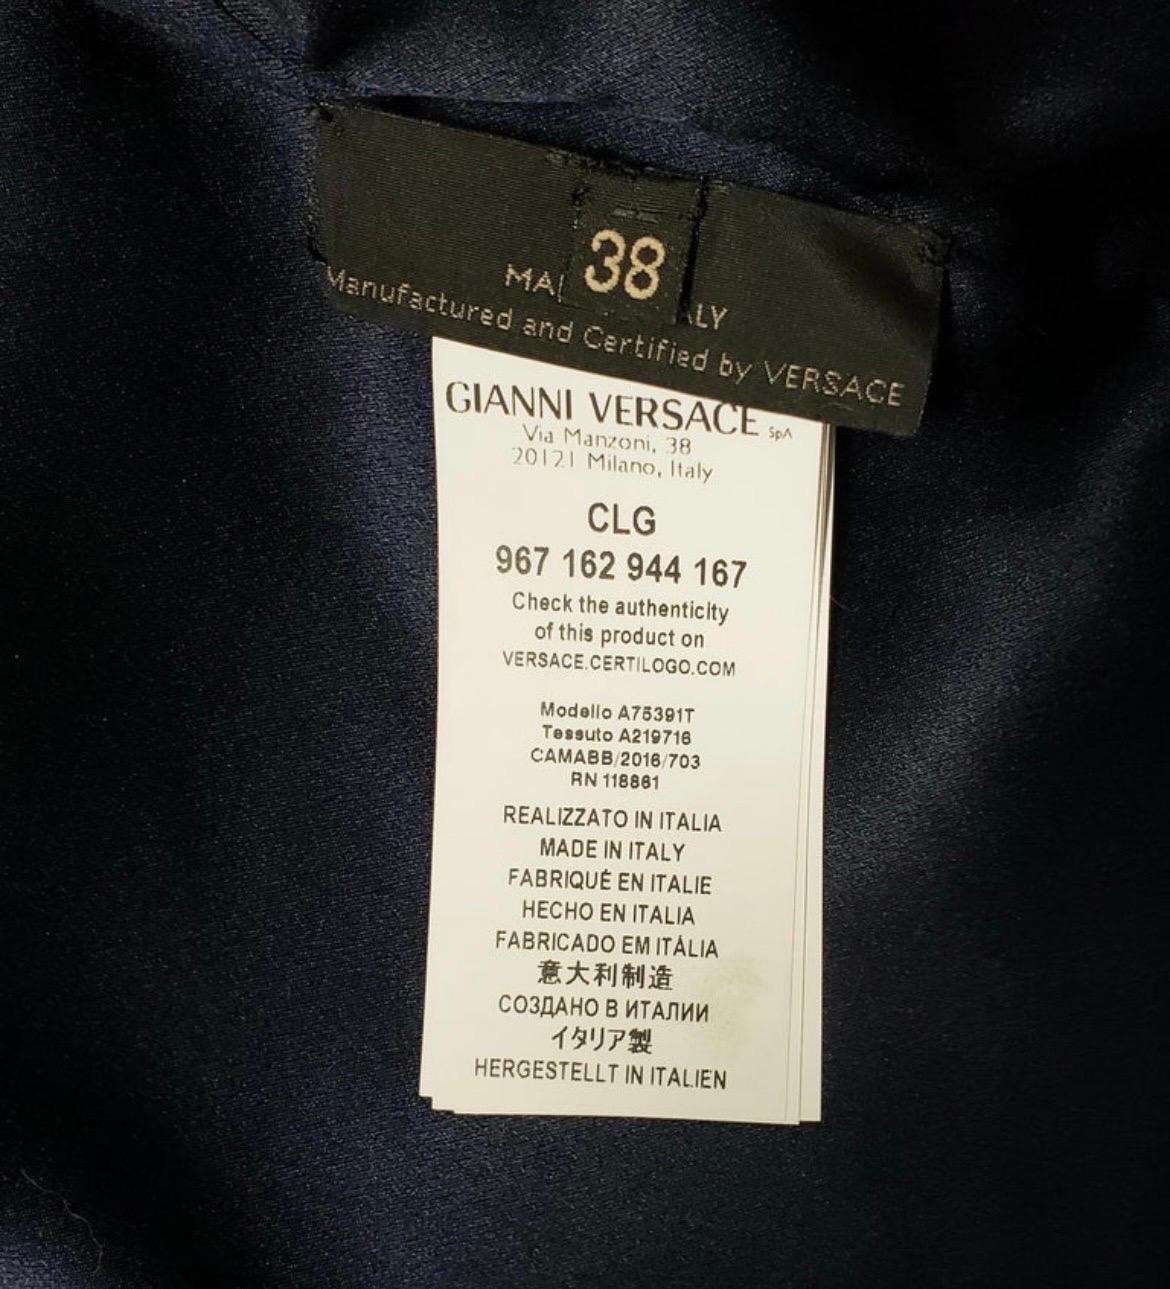 38
MA
LY
Manufactured and Certified by VERSACE
GIANNI VERSACE SpA
Via Manzoni, 38
20121 Milano, Italy
CLG
967 162 944 167
Check the authenticity
of this product on
VERSACE.CERTILOGO.COM
Modello A75391T
Tessuto A219716
CAMABB/2016/703
RN 118861
REALIZZATO IN ITALIA
MADE IN ITALY
FABRIQUÉ EN ITALIE
HECHO EN ITALIA
FABRICADO EM ITÁLIA
意大利制造
СОЗДАНО В ИТАЛИИ
イタリア製
HERGESTELLT IN ITALIEN